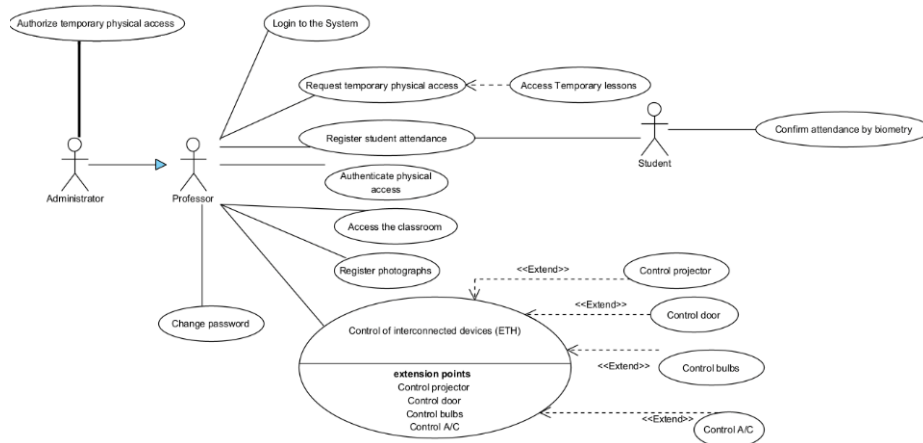 Authorize temporary physical access
Login to the System
Request temporary physical access
Access Temporary lessons
Register student attendance
Confirm attendance by biometry
Student
Administrator
Professor
Authenticate physical
access
Access the classroom
Register photographs
<<Extend>>
Control projector
<<Extend>>
Control door
Change password
Control of interconnected devices (ETH)
<<Extend>>
Control bulbs
extension points
Control projector
Control door
Control bulbs
Control A/C
<<Extend>>
Control A/C